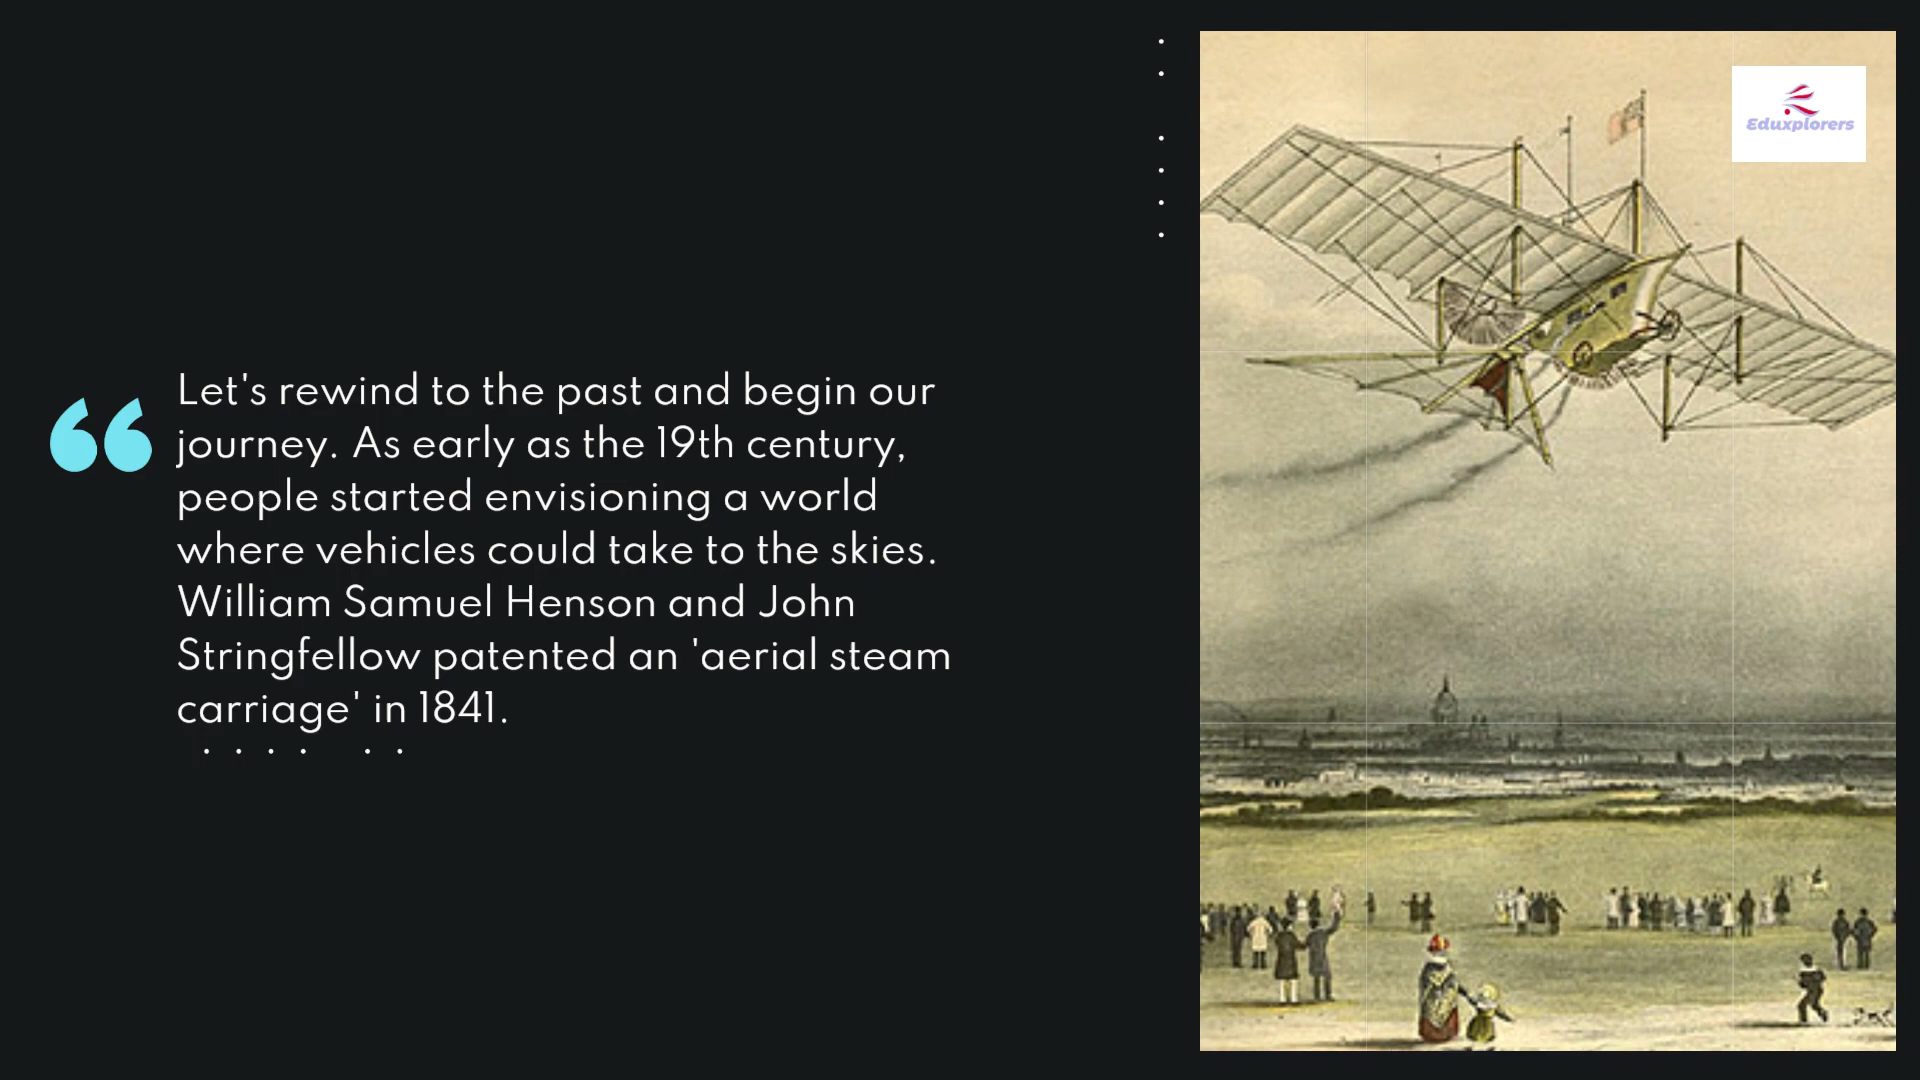 Let's rewind to the past and begin our
journey. As early as the 19th century,
people started envisioning a world
where vehicles could take to the skies.
William Samuel Henson and John
Stringfellow patented an 'aerial steam
carriage' in 1841.
Eduxplorers